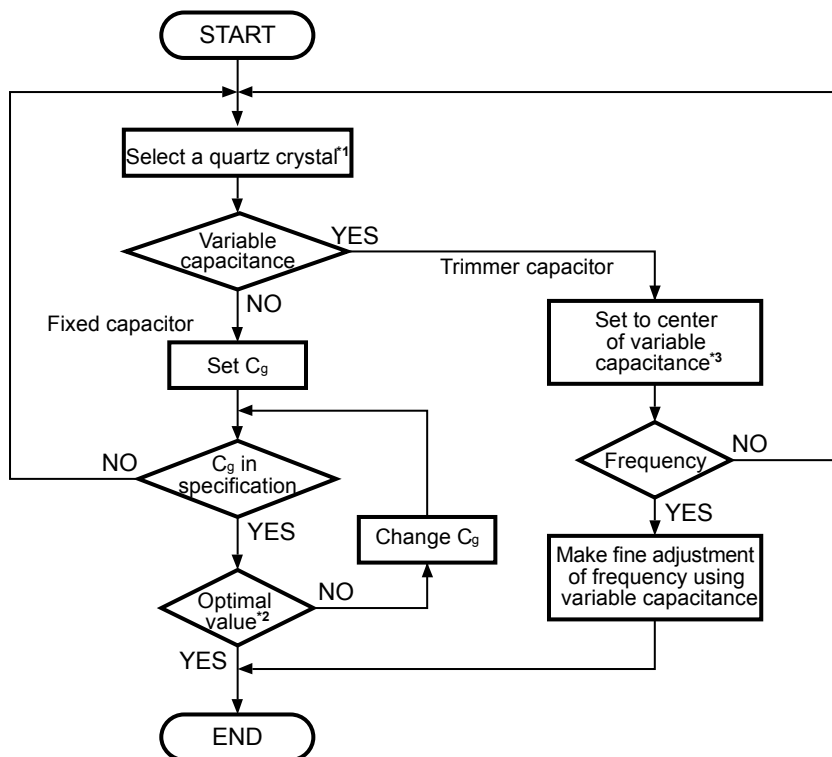 START
Select a quartz crystal*1
Variable
capacitance
YES
Trimmer capacitor
NO
Fixed capacitor
Set Cg
Set to center
of variable
capacitance*3
Cg in
specification
NO
YES
Frequency
NO
YES
Change Cg
Make fine adjustment
of frequency using
variable capacitance
Optimal
value*2
NO
YES
END